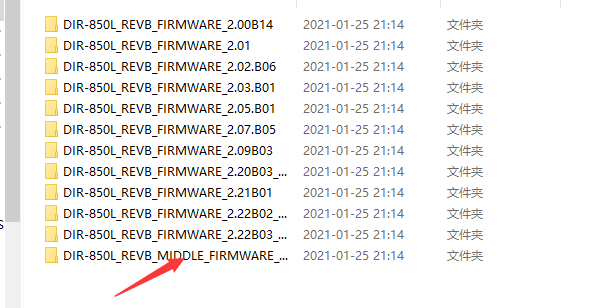 DIR-850L_REVB_FIRMWARE_2.00B14 2021-01-25 21:14 文件夹
DIR-850L_REVB_FIRMWARE_2.01 2021-01-25 21:14 文件夹
DIR-850L_REVB_FIRMWARE_2.02.B06 2021-01-25 21:14 文件夹
DIR-850L_REVB_FIRMWARE_2.03.B01 2021-01-25 21:14 文件夹
DIR-850L_REVB_FIRMWARE_2.05.B01 2021-01-25 21:14 文件夹
DIR-850L_REVB_FIRMWARE_2.07.B05 2021-01-25 21:14 文件夹
DIR-850L_REVB_FIRMWARE_2.09B03 2021-01-25 21:14 文件夹
DIR-850L_REVB_FIRMWARE_2.20B03_... 2021-01-25 21:14 文件夹
DIR-850L_REVB_FIRMWARE_2.21B01 2021-01-25 21:14 文件夹
DIR-850L_REVB_FIRMWARE_2.22B02_... 2021-01-25 21:14 文件夹
DIR-850L_REVB_FIRMWARE_2.22B03_... 2021-01-25 21:14 文件夹
DIR-850L_REVB_MIDDLE_FIRMWARE_... 2021-01-25 21:14 文件夹